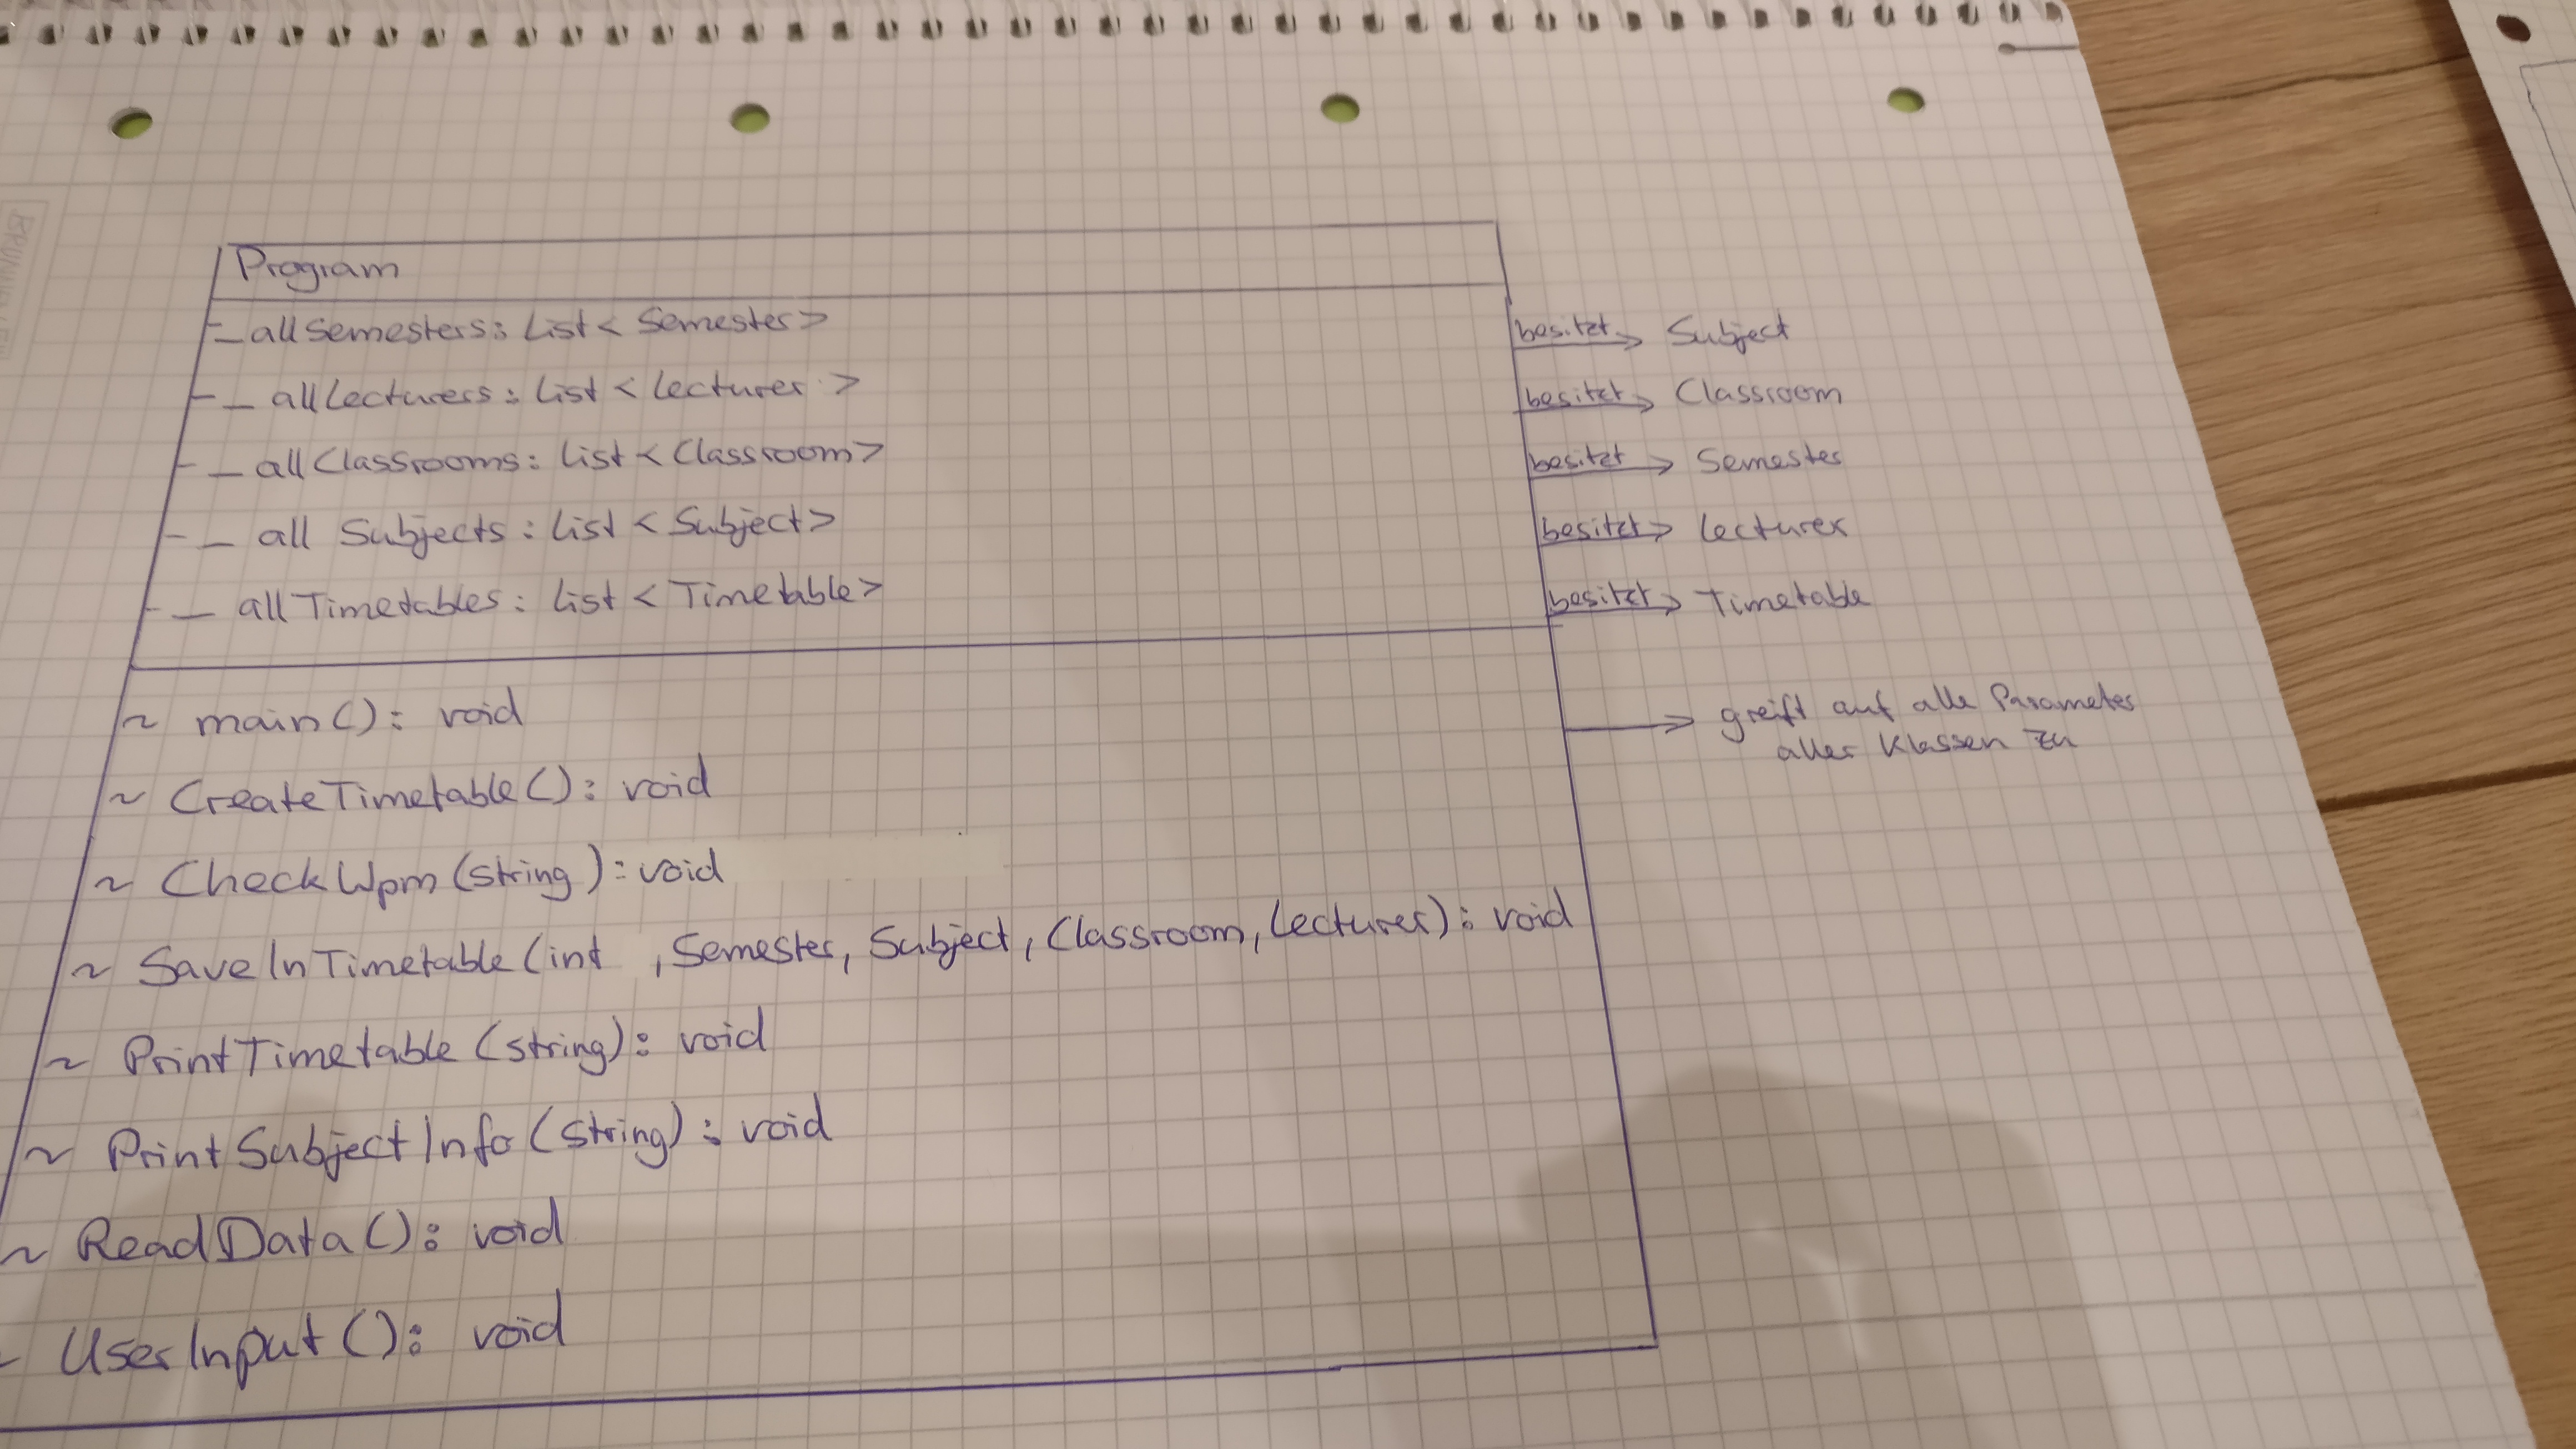 Program
- _allSemesters: List < Semester >
- _ allLecturers: List < Lecturer >
- _ allClassrooms: List < Classroom >
- _ all Subjects: List < Subject >
- _ allTimetables: List < Timetable >
besitzt → Subject
besitzt → Classroom
besitzt → Semester
besitzt → Lecturer
besitzt → Timetable
~ main(): void
~ CreateTimetable(): void
~ CheckWpm(string): void
~ SaveInTimetable(int , Semester, Subject, Classroom, Lecturer): void
~ PrintTimetable(string): void
~ PrintSubjectInfo(string): void
~ ReadData(): void
~ UserInput(): void
→ greift auf alle Parameter
aller Klassen zu